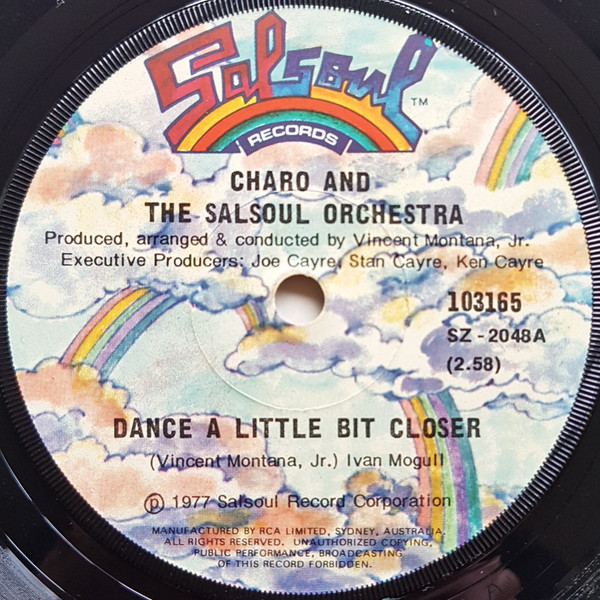 Salsoul
TM
RECORDS
CHARO AND
THE SALSOUL ORCHESTRA
Produced, arranged & conducted by Vincent Montana, Jr.
Executive Producers: Joe Cayre, Stan Cayre, Ken Cayre
103165
SZ-2048A
(2.58)
DANCE A LITTLE BIT CLOSER
(Vincent Montana, Jr.) Ivan Mogull
℗ 1977 Salsoul Record Corporation
MANUFACTURED BY RCA LIMITED, SYDNEY, AUSTRALIA.
ALL RIGHTS RESERVED. UNAUTHORIZED COPYING,
PUBLIC PERFORMANCE, BROADCASTING
OF THIS RECORD FORBIDDEN.